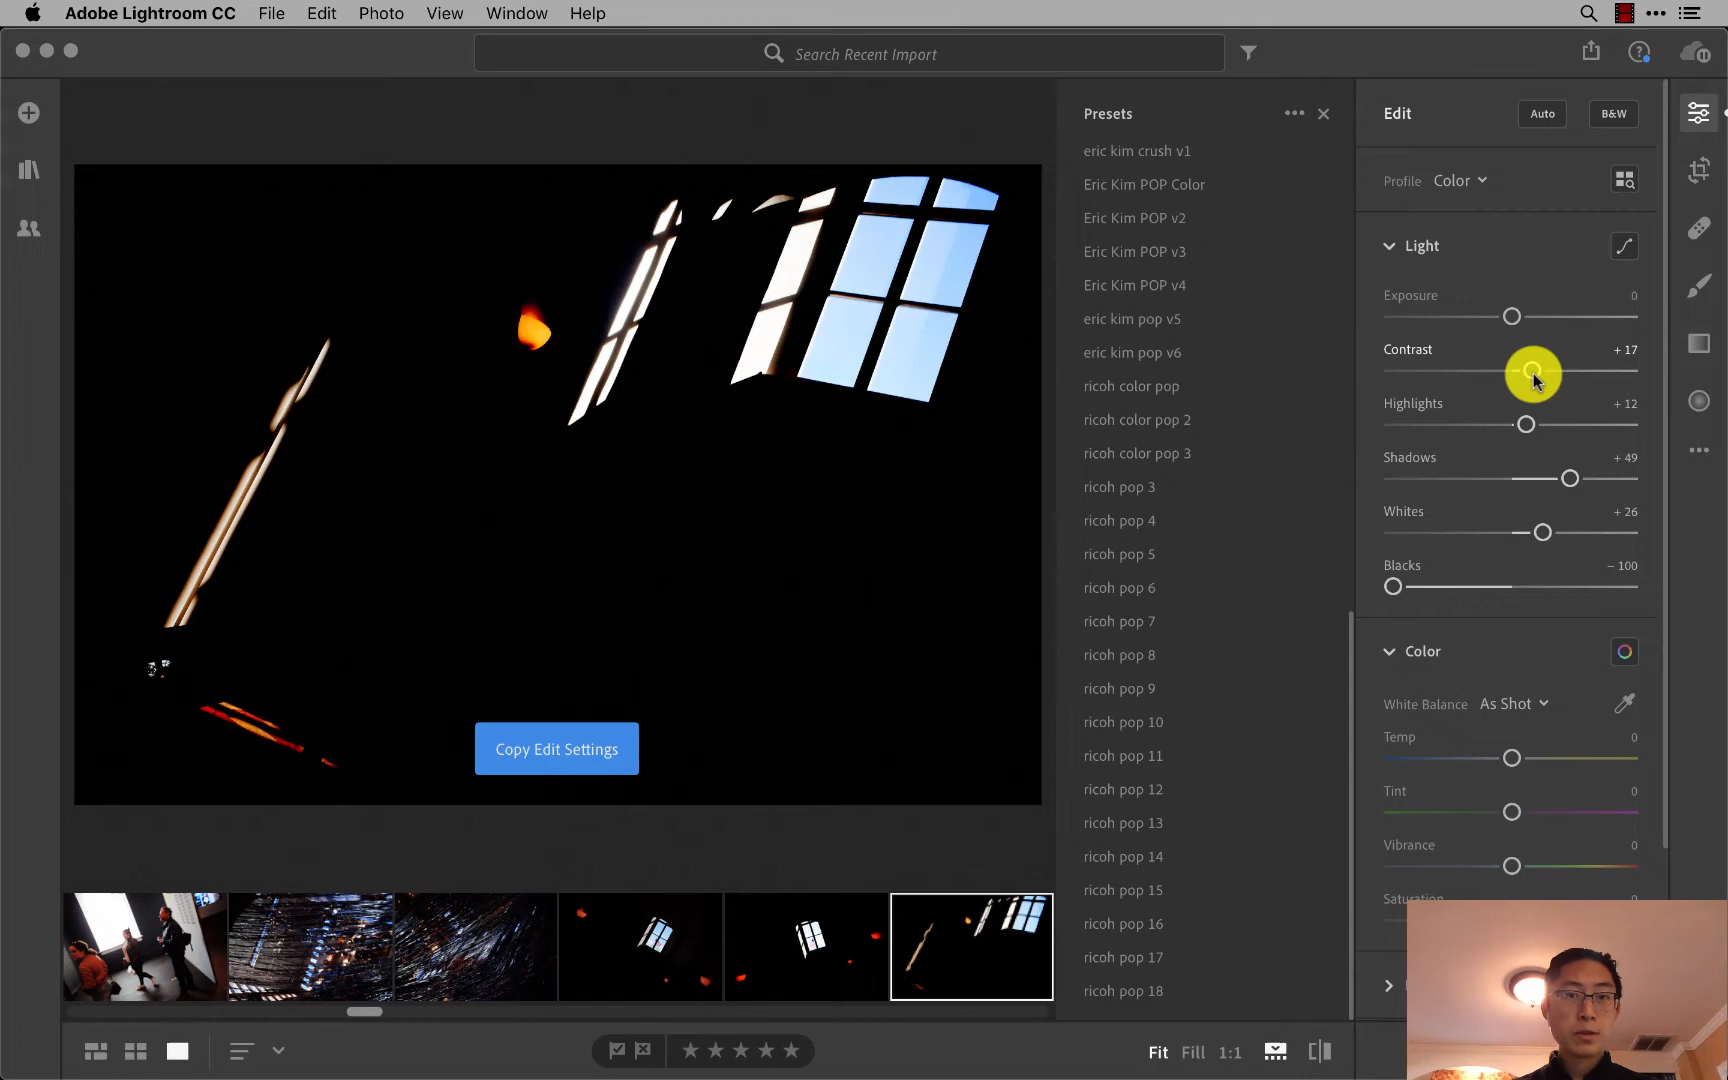 Adobe Lightroom CC File Edit Photo View Window Help
Search Recent Import
Presets
eric kim crush v1
Eric Kim POP Color
Eric Kim POP v2
Eric Kim POP v3
Eric Kim POP v4
eric kim pop v5
eric kim pop v6
ricoh color pop
ricoh color pop 2
ricoh color pop 3
ricoh pop 3
ricoh pop 4
ricoh pop 5
ricoh pop 6
ricoh pop 7
ricoh pop 8
ricoh pop 9
ricoh pop 10
ricoh pop 11
ricoh pop 12
ricoh pop 13
ricoh pop 14
ricoh pop 15
ricoh pop 16
ricoh pop 17
ricoh pop 18
Edit Auto B&W
Profile Color
Light
Exposure 0
Contrast + 17
Highlights + 12
Shadows + 49
Whites + 26
Blacks – 100
Color
White Balance As Shot
Temp 0
Tint 0
Vibrance 0
Saturation 0
Copy Edit Settings
Fit Fill 1:1